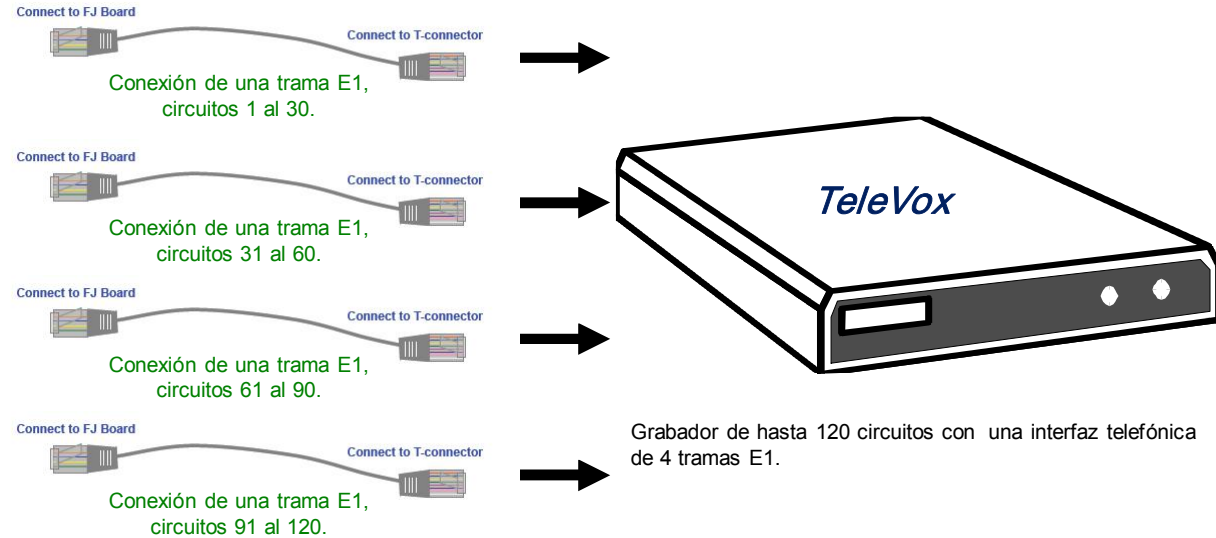 Connect to FJ Board
Connect to T-connector
Conexión de una trama E1,
circuitos 1 al 30.
Connect to FJ Board
Connect to T-connector
Conexión de una trama E1,
circuitos 31 al 60.
Connect to FJ Board
Connect to T-connector
Conexión de una trama E1,
circuitos 61 al 90.
Connect to FJ Board
Connect to T-connector
Conexión de una trama E1,
circuitos 91 al 120.
TeleVox
Grabador de hasta 120 circuitos con una interfaz telefónica
de 4 tramas E1.